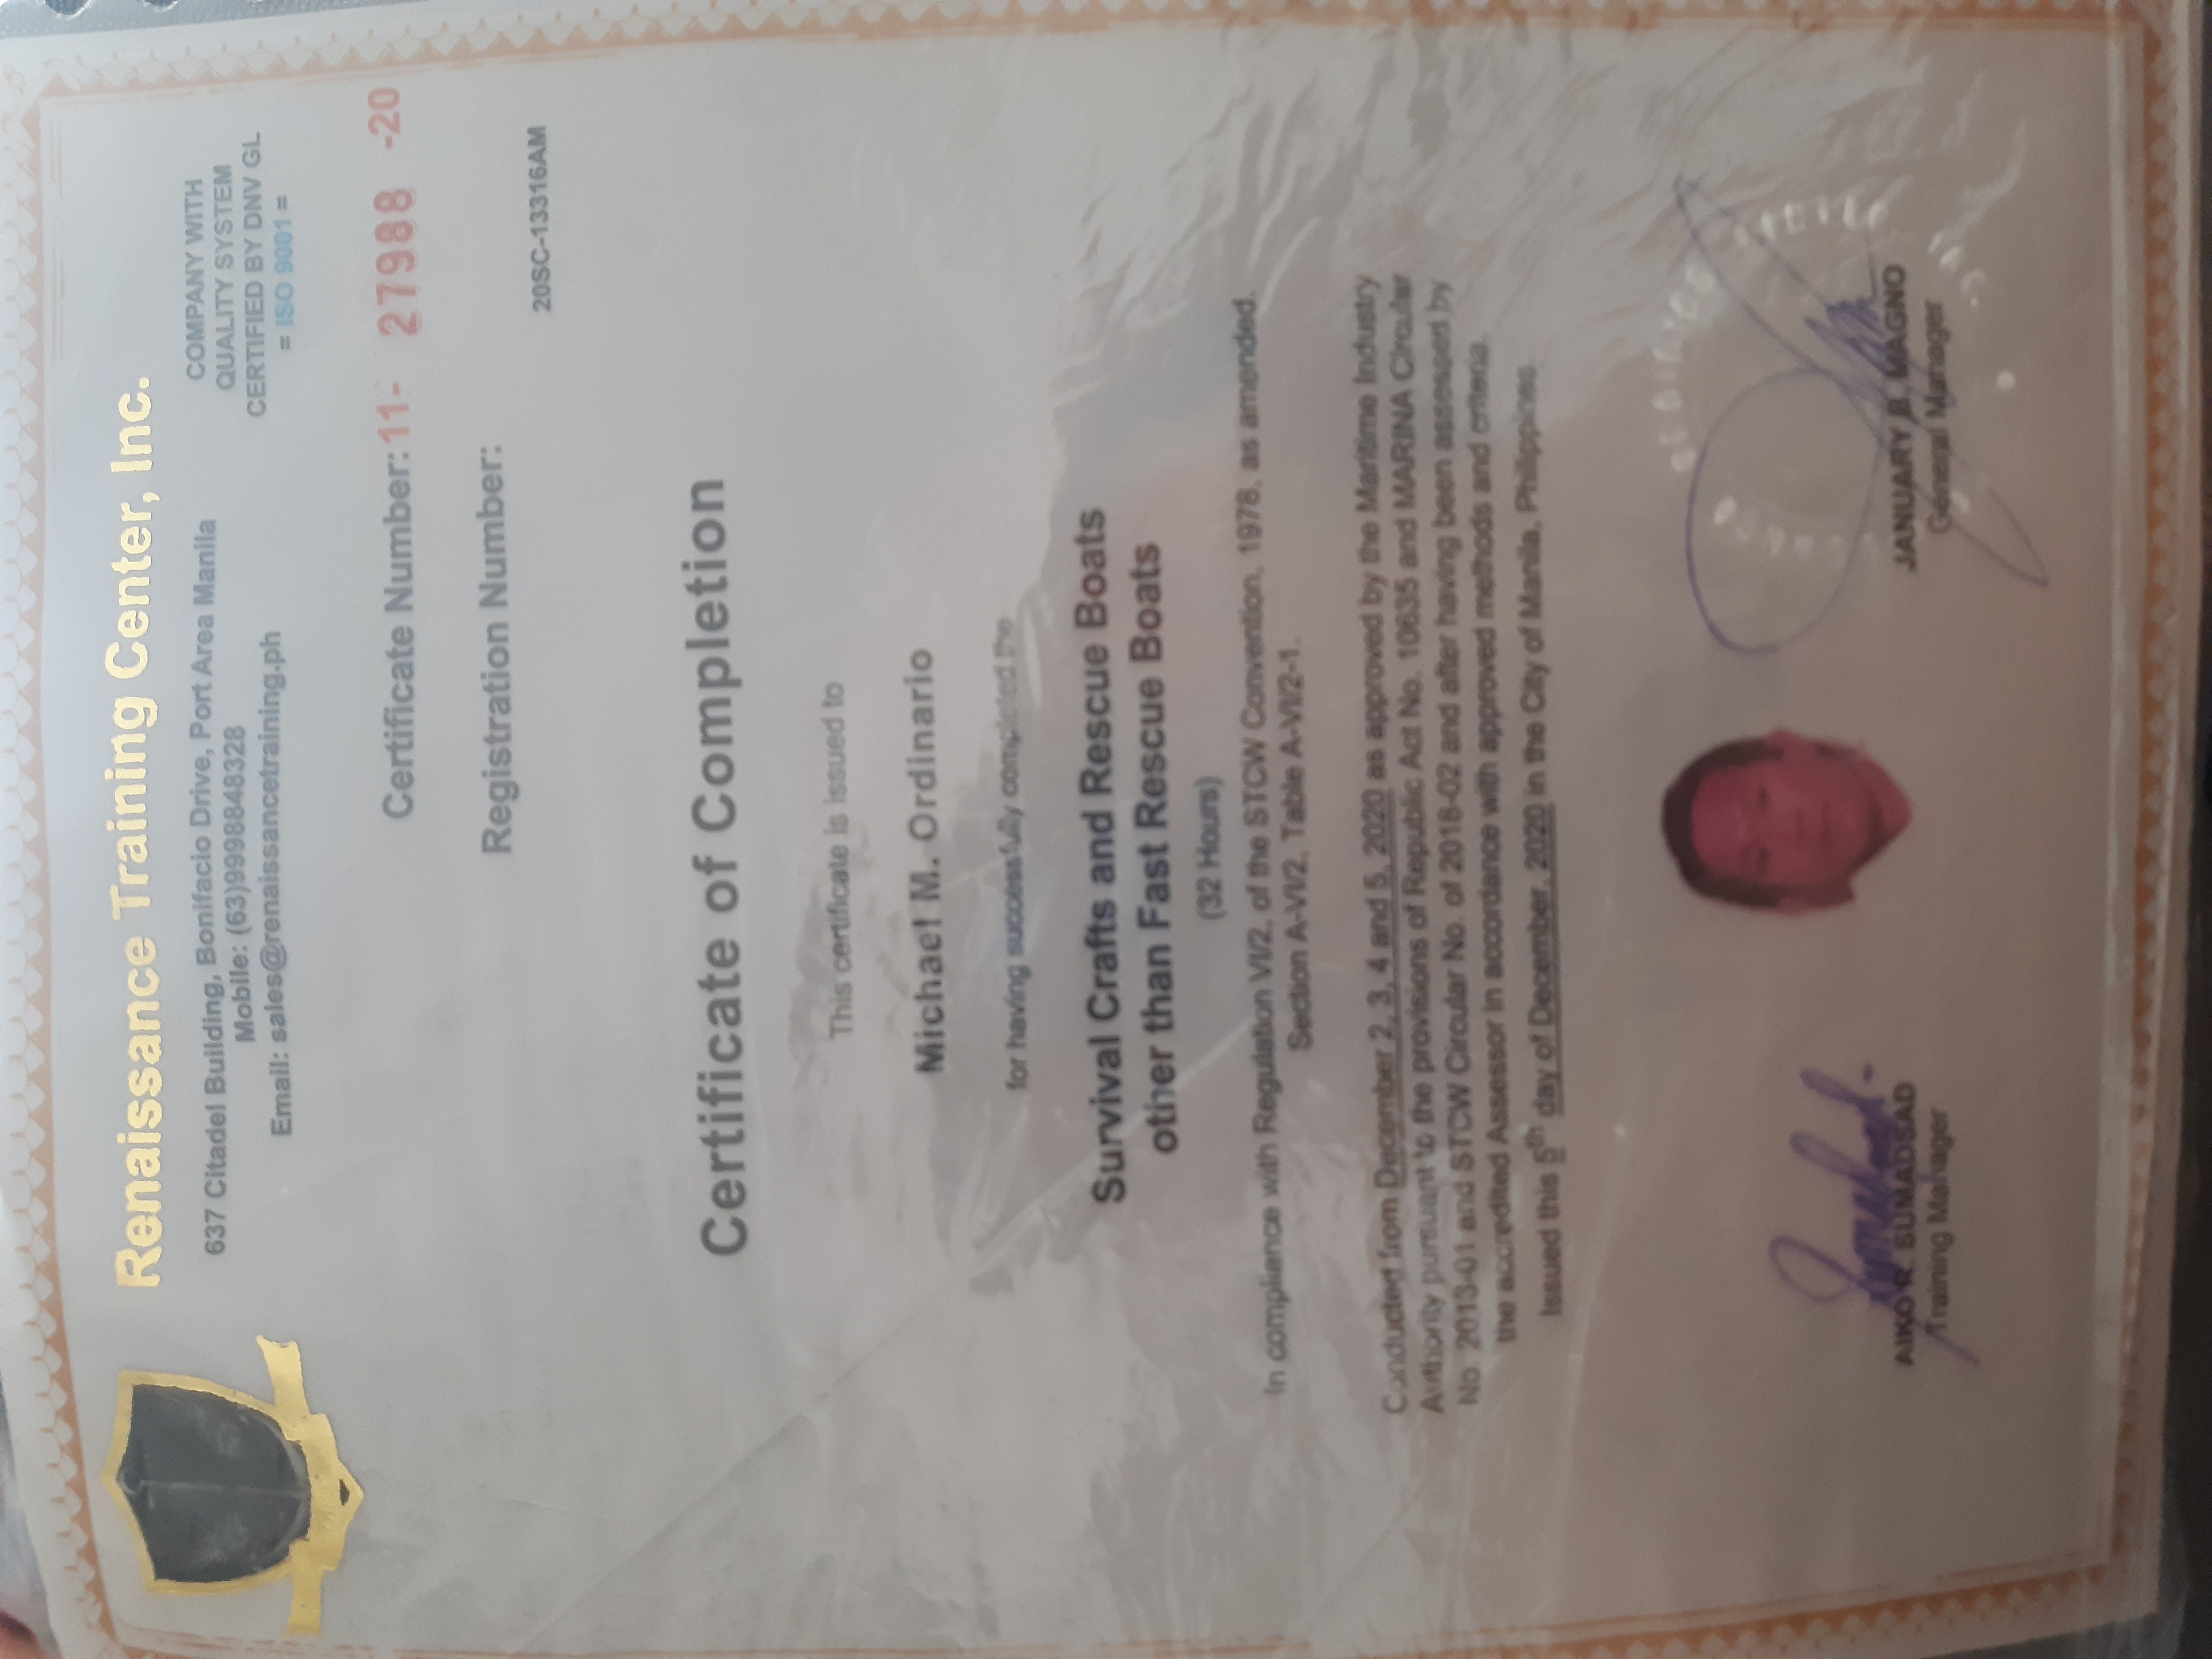 Renaissance Training Center, Inc.
637 Citadel Building, Bonifacio Drive, Port Area Manila
Mobile: (63)9998848328
Email: sales@renaissancetraining.ph
COMPANY WITH
QUALITY SYSTEM
CERTIFIED BY DNV GL
= ISO 9001 =
Certificate Number: 11- 27988 -20
Registration Number:
20SC-13316AM
Certificate of Completion
This certificate is issued to
Michael M. Ordinario
for having successfully completed the
Survival Crafts and Rescue Boats
other than Fast Rescue Boats
(32 Hours)
In compliance with Regulation VI/2, of the STCW Convention, 1978, as amended.
Section A-VI/2, Table A-VI/2-1.
Conducted from December 2, 3, 4 and 5, 2020 as approved by the Maritime Industry
Authority pursuant to the provisions of Republic Act No. 10635 and MARINA Circular
No. 2013-01 and STCW Circular No. of 2018-02 and after having been assessed by
the accredited Assessor in accordance with approved methods and criteria.
Issued this th day of December, 2020 in the City of Manila, Philippines.
AIKO R. SUMADSAD
Training Manager
JANUARY B. MAGNO
General Manager